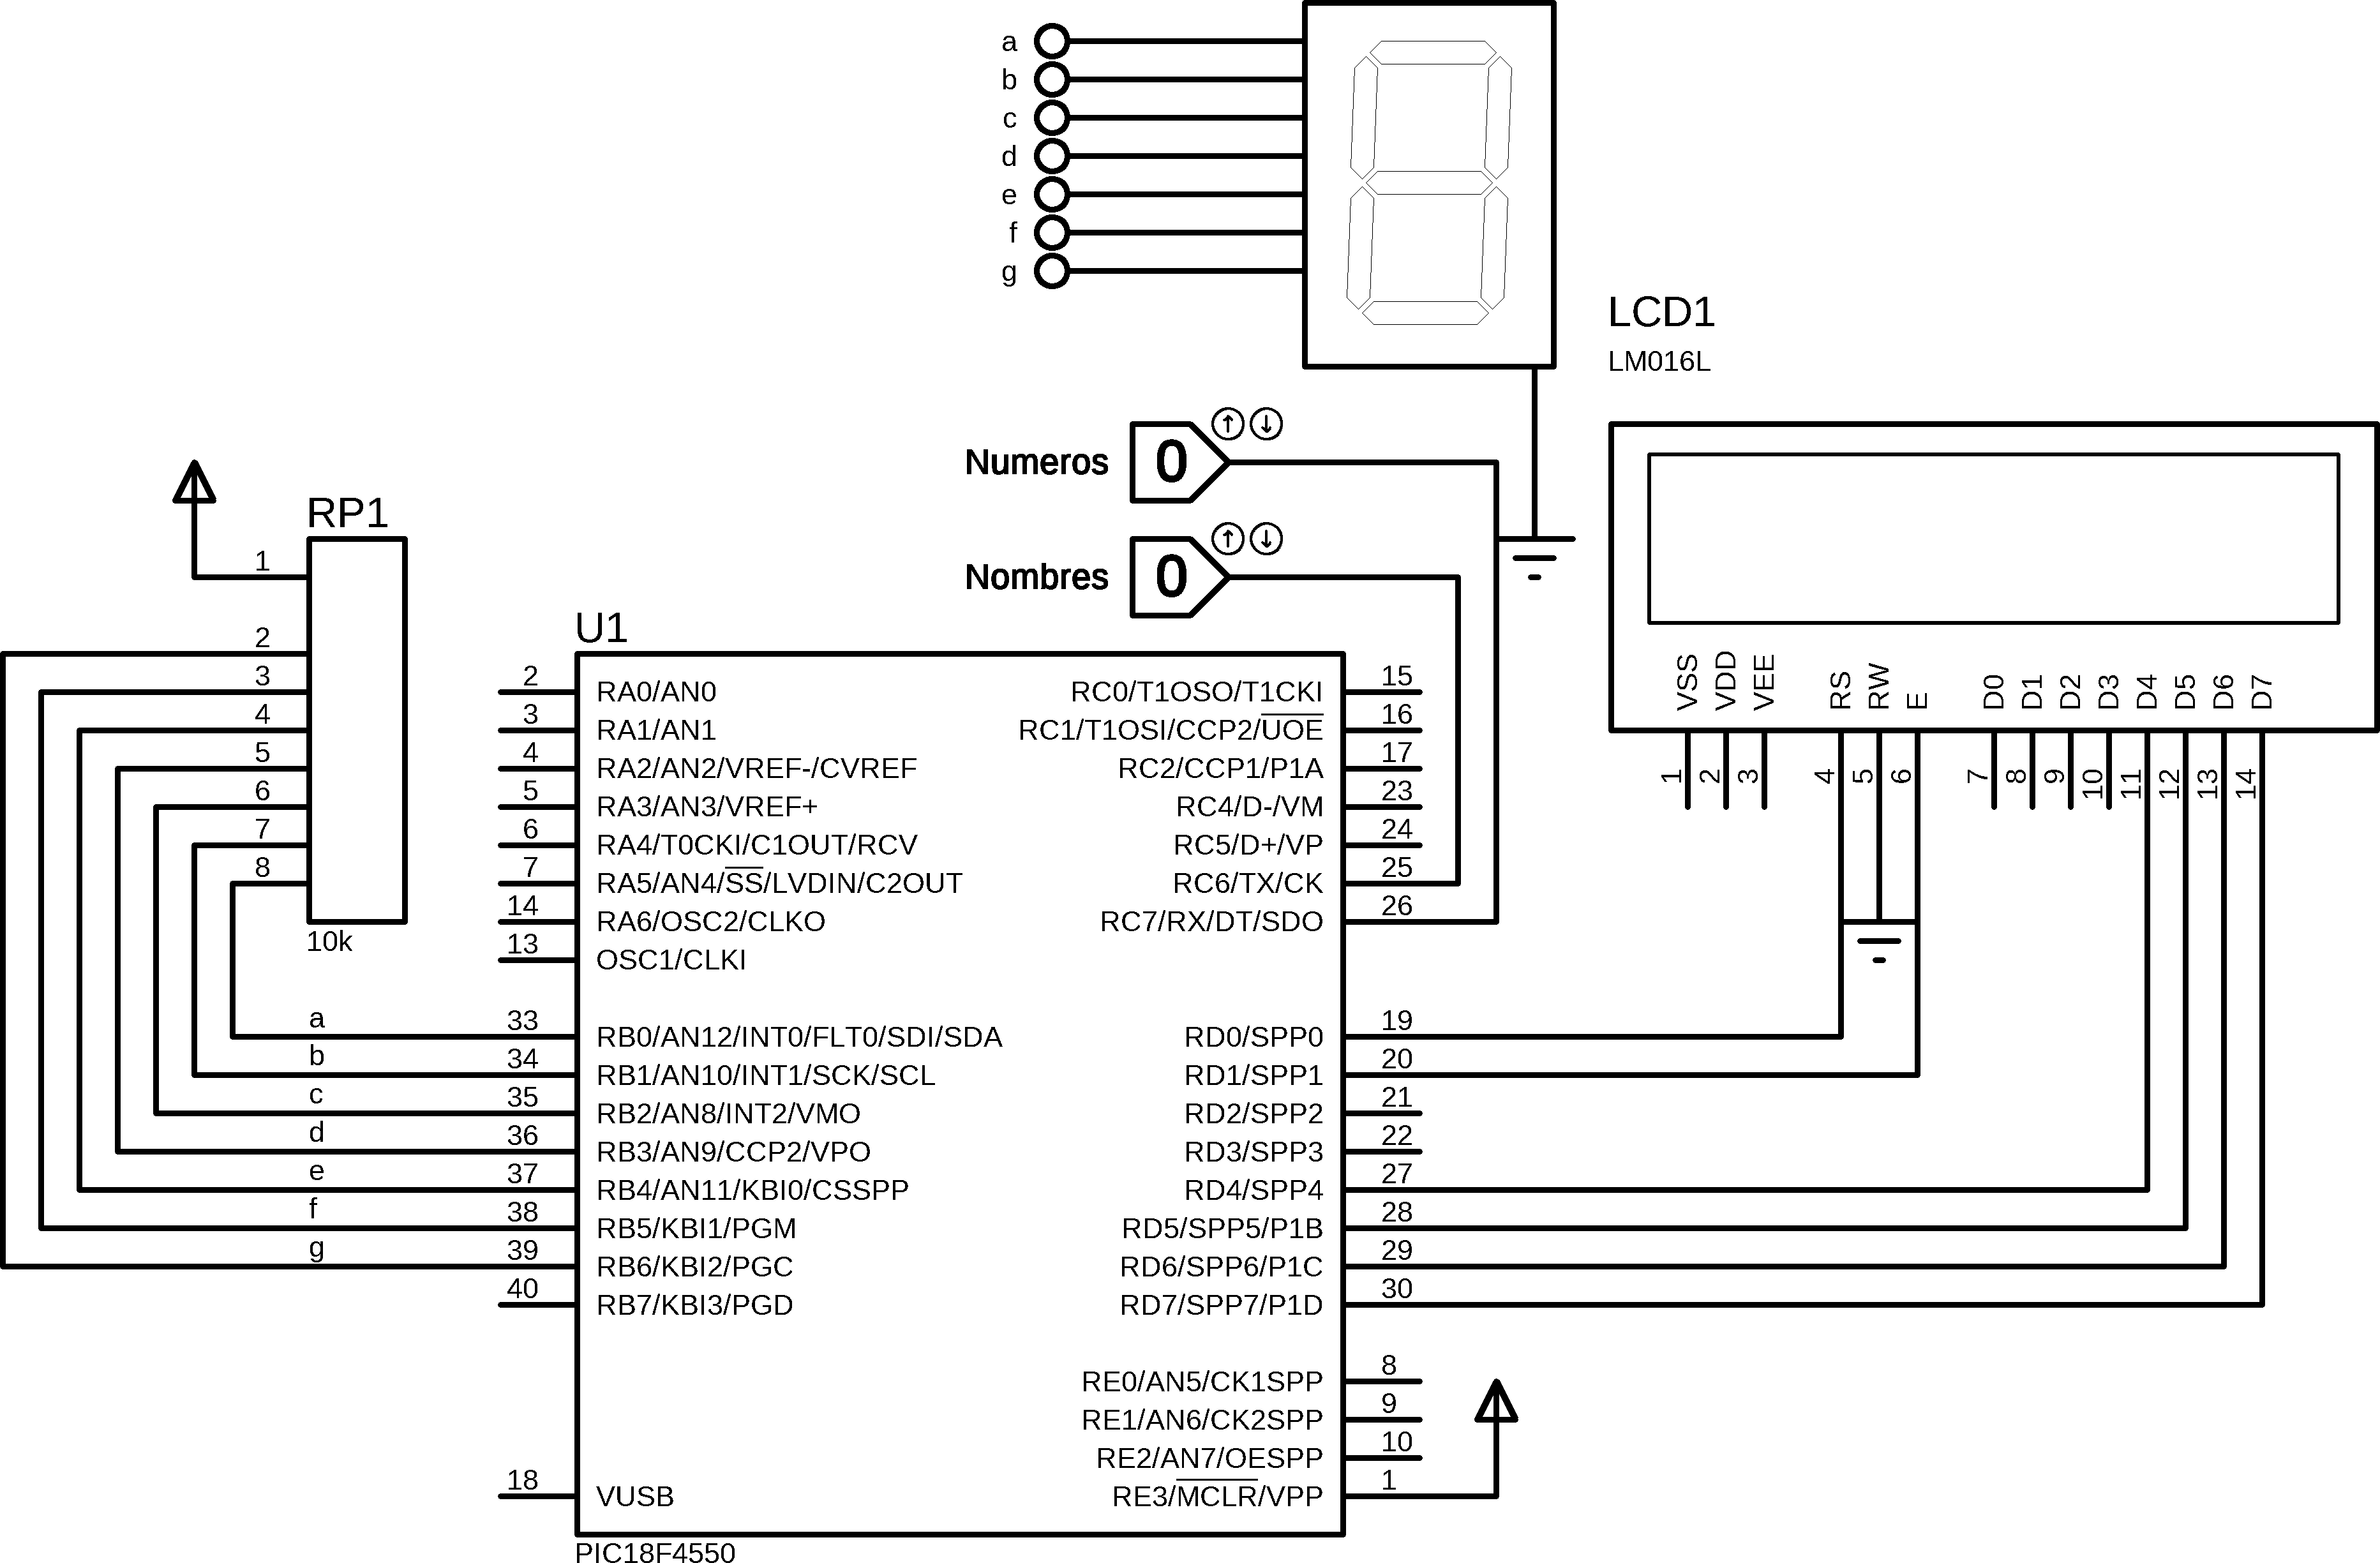 a
b
c
d
e
f
g
LCD1
LM016L
Numeros 0
Nombres 0
RP1
1
2
3
4
5
6
7
8
10k
VSS
VDD
VEE
RS
RW
E
D0
D1
D2
D3
D4
D5
D6
D7
1
2
3
4
5
6
7
8
9
10
11
12
13
14
U1
2 RA0/AN0
3 RA1/AN1
4 RA2/AN2/VREF-/CVREF
5 RA3/AN3/VREF+
6 RA4/T0CKI/C1OUT/RCV
7 RA5/AN4/SS/LVDIN/C2OUT
14 RA6/OSC2/CLKO
13 OSC1/CLKI
a 33 RB0/AN12/INT0/FLT0/SDI/SDA
b 34 RB1/AN10/INT1/SCK/SCL
c 35 RB2/AN8/INT2/VMO
d 36 RB3/AN9/CCP2/VPO
e 37 RB4/AN11/KBI0/CSSPP
f 38 RB5/KBI1/PGM
g 39 RB6/KBI2/PGC
40 RB7/KBI3/PGD
18 VUSB
RC0/T1OSO/T1CKI 15
RC1/T1OSI/CCP2/UOE 16
RC2/CCP1/P1A 17
RC4/D-/VM 23
RC5/D+/VP 24
RC6/TX/CK 25
RC7/RX/DT/SDO 26
RD0/SPP0 19
RD1/SPP1 20
RD2/SPP2 21
RD3/SPP3 22
RD4/SPP4 27
RD5/SPP5/P1B 28
RD6/SPP6/P1C 29
RD7/SPP7/P1D 30
RE0/AN5/CK1SPP 8
RE1/AN6/CK2SPP 9
RE2/AN7/OESPP 10
RE3/MCLR/VPP 1
PIC18F4550